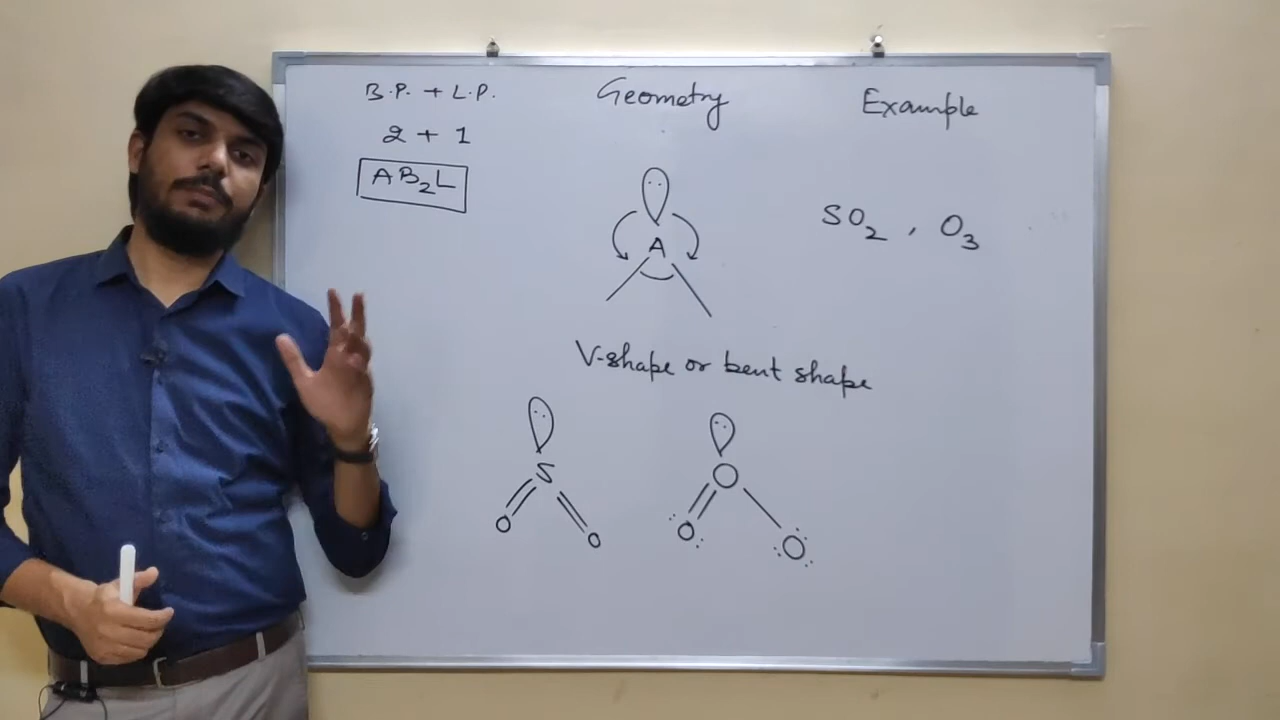 B.P. + L.P. Geometry Example
2 + 1
AB₂L
A
SO₂ , O₃
V-shape or bent shape
S O
O O O O